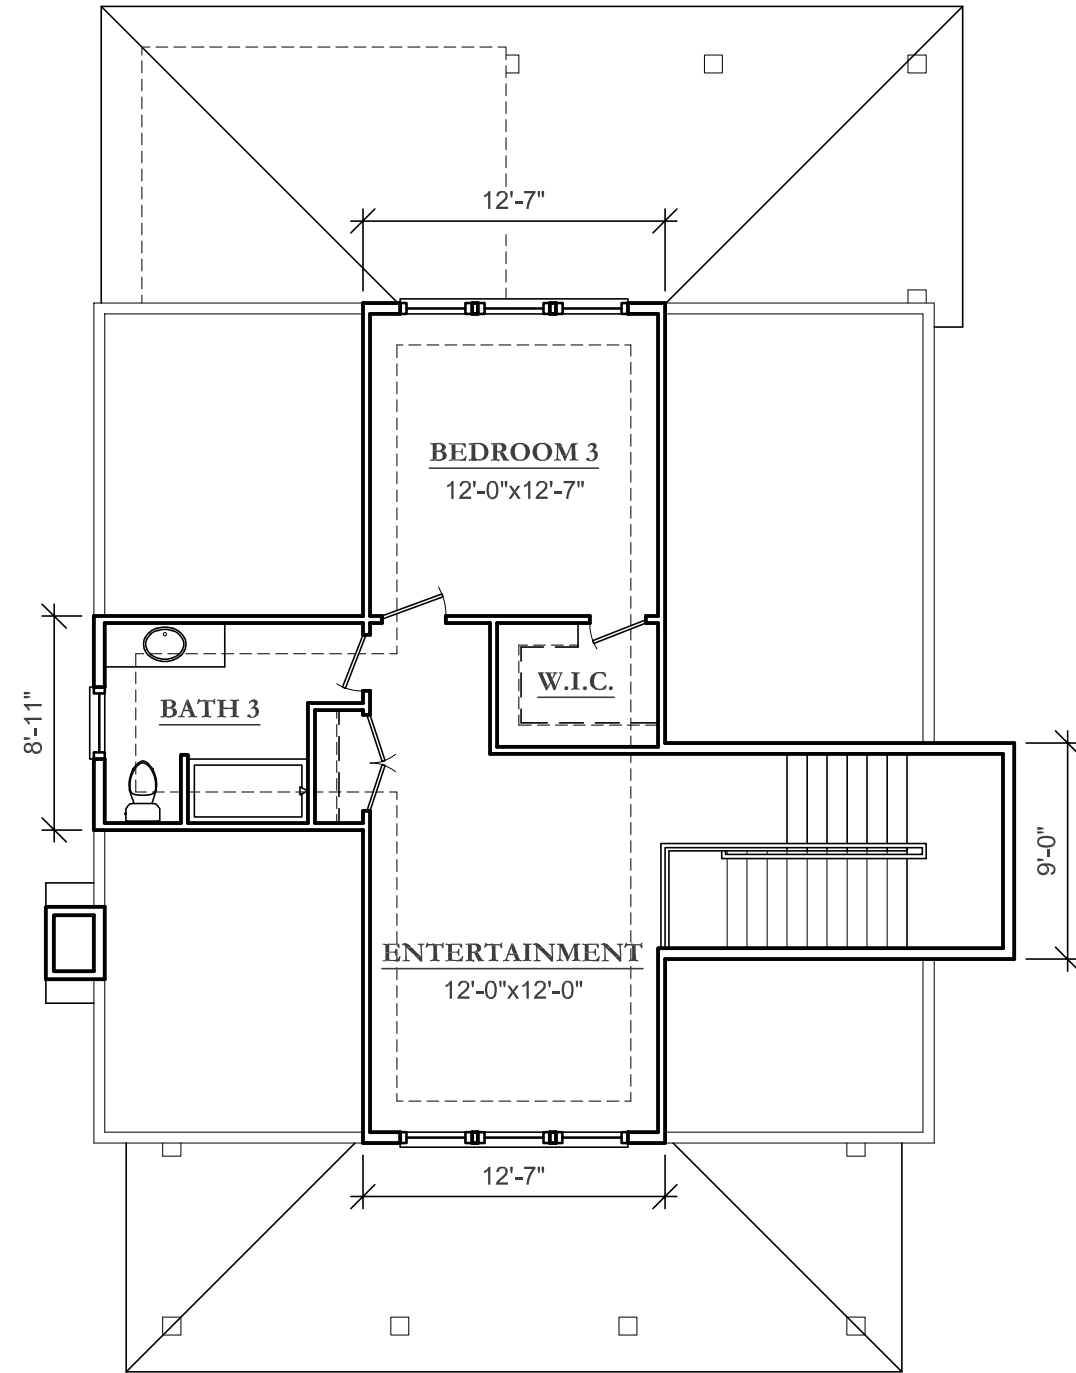 12'-7"
BEDROOM 3
12'-0"x12'-7"
W.I.C.
BATH 3
8'-11"
9'-0"
ENTERTAINMENT
12'-0"x12'-0"
12'-7"